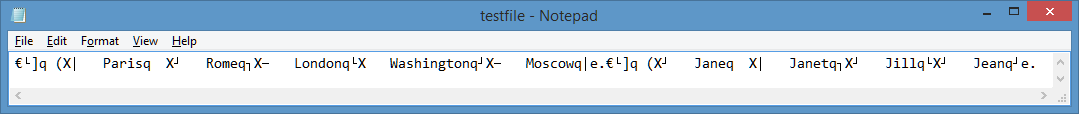 testfile - Notepad
File Edit Format View Help
€└]q (X|   Parisq  X┘   Romeq┐X─   Londonq└X   Washingtonq┘X─   Moscowq|e.€└]q (X┘   Janeq  X|   Janetq┐X┘   Jillq└X┘   Jeanq┘e.